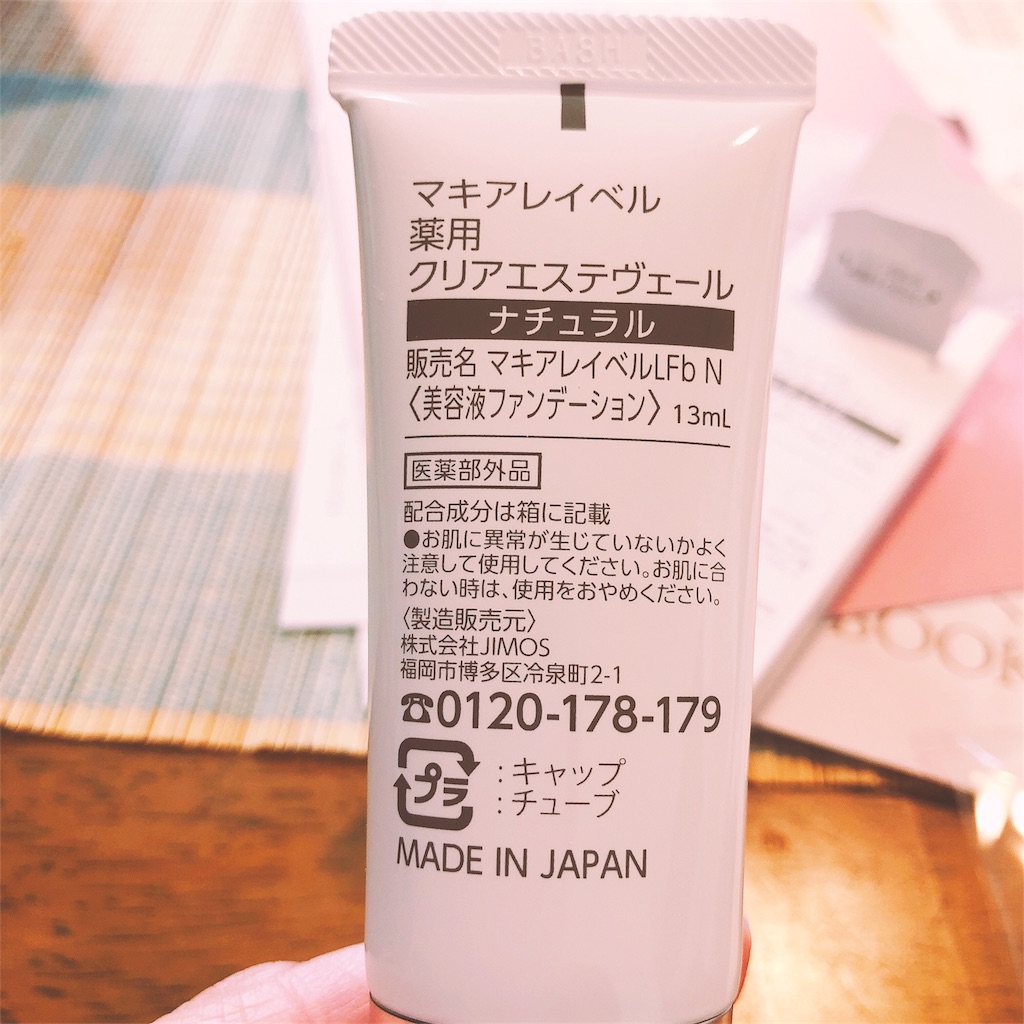 マキアレイベル
薬用
クリアエステヴェール
ナチュラル
販売名 マキアレイベルLFb N
〈美容液ファンデーション〉 13mL
医薬部外品
配合成分は箱に記載
●お肌に異常が生じていないかよく
注意して使用してください。お肌に合
わない時は、使用をおやめください。
〈製造販売元〉
株式会社JIMOS
福岡市博多区冷泉町2-1
☎0120-178-179
プラ
:キャップ
:チューブ
MADE IN JAPAN
BOOK